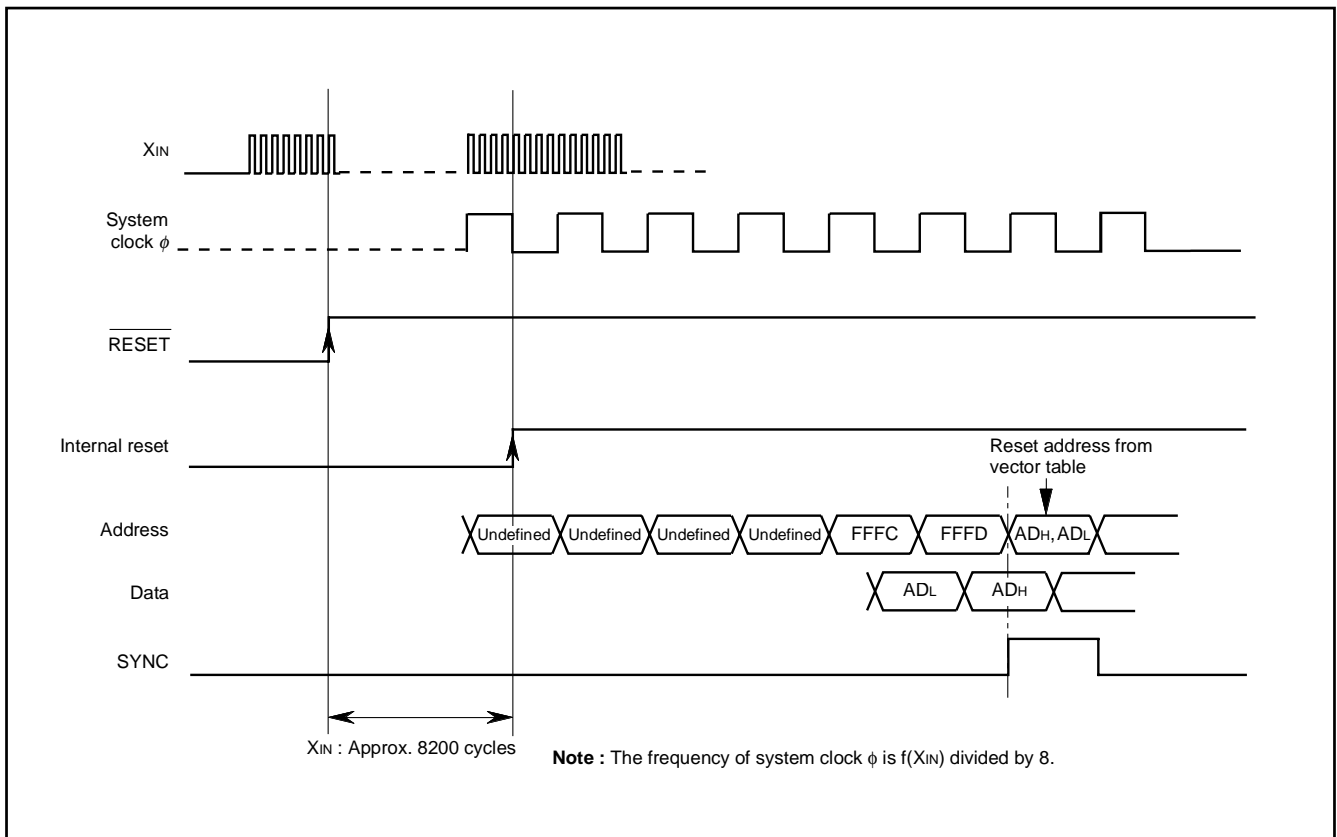 XIN
System
clock ϕ
RESET
Internal reset
Reset address from
vector table
Address
Undefined Undefined Undefined Undefined FFFC FFFD ADH, ADL
Data
ADL ADH
SYNC
XIN : Approx. 8200 cycles
Note : The frequency of system clock ϕ is f(XIN) divided by 8.